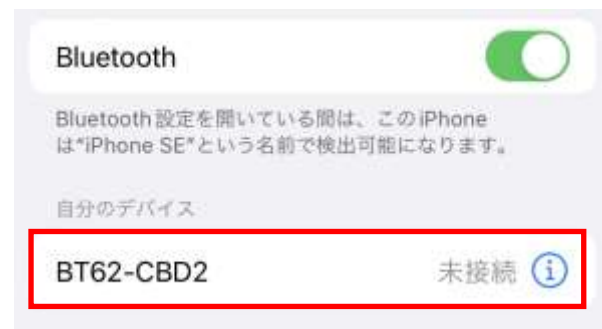 Bluetooth
Bluetooth設定を開いている間は、このiPhone
は"iPhone SE"という名前で検出可能になります。
自分のデバイス
BT62-CBD2 未接続